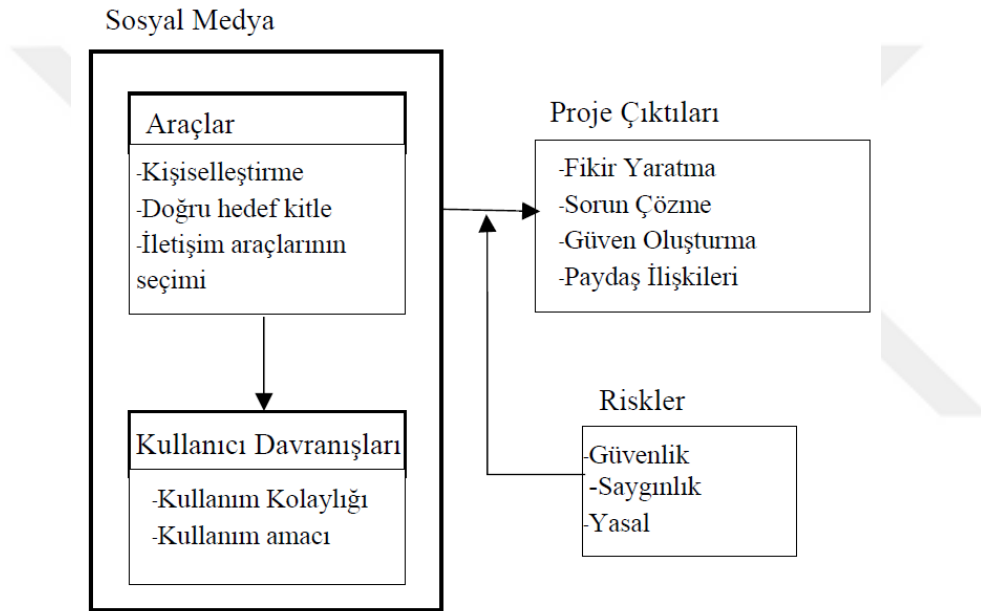 Sosyal Medya
Araçlar
-Kişiselleştirme
-Doğru hedef kitle
-İletişim araçlarının
seçimi
Kullanıcı Davranışları
-Kullanım Kolaylığı
-Kullanım amacı
Proje Çıktıları
-Fikir Yaratma
-Sorun Çözme
-Güven Oluşturma
-Paydaş İlişkileri
Riskler
-Güvenlik
-Saygınlık
-Yasal